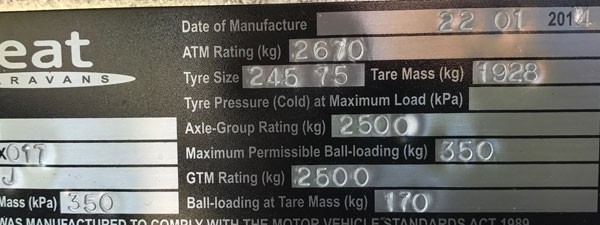 eat
ARAVANS
Date of Manufacture 22 01 2014
ATM Rating (kg) 2670
Tyre Size 245 75 Tare Mass (kg) 1928
Tyre Pressure (Cold) at Maximum Load (kPa)
Axle-Group Rating (kg) 2500
x011 Maximum Permissible Ball-loading (kg) 350
J GTM Rating (kg) 2500
Mass (kPa) 350 Ball-loading at Tare Mass (kg) 170
WAS MANUFACTURED TO COMPLY WITH THE MOTOR VEHICLE STANDARDS ACT 1989